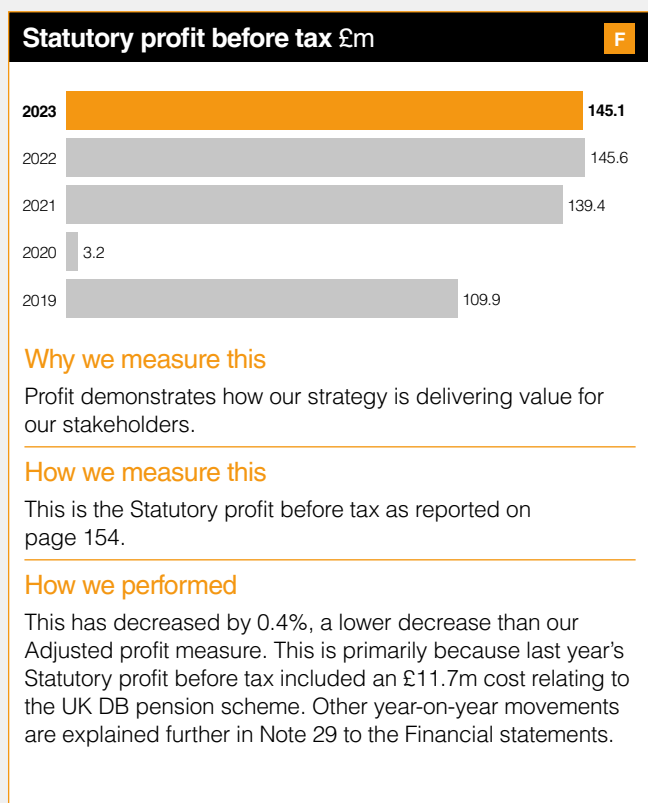 Statutory profit before tax £m F
2023 145.1
2022 145.6
2021 139.4
2020 3.2
2019 109.9
Why we measure this
Profit demonstrates how our strategy is delivering value for
our stakeholders.
How we measure this
This is the Statutory profit before tax as reported on
page 154.
How we performed
This has decreased by 0.4%, a lower decrease than our
Adjusted profit measure. This is primarily because last year’s
Statutory profit before tax included an £11.7m cost relating to
the UK DB pension scheme. Other year-on-year movements
are explained further in Note 29 to the Financial statements.